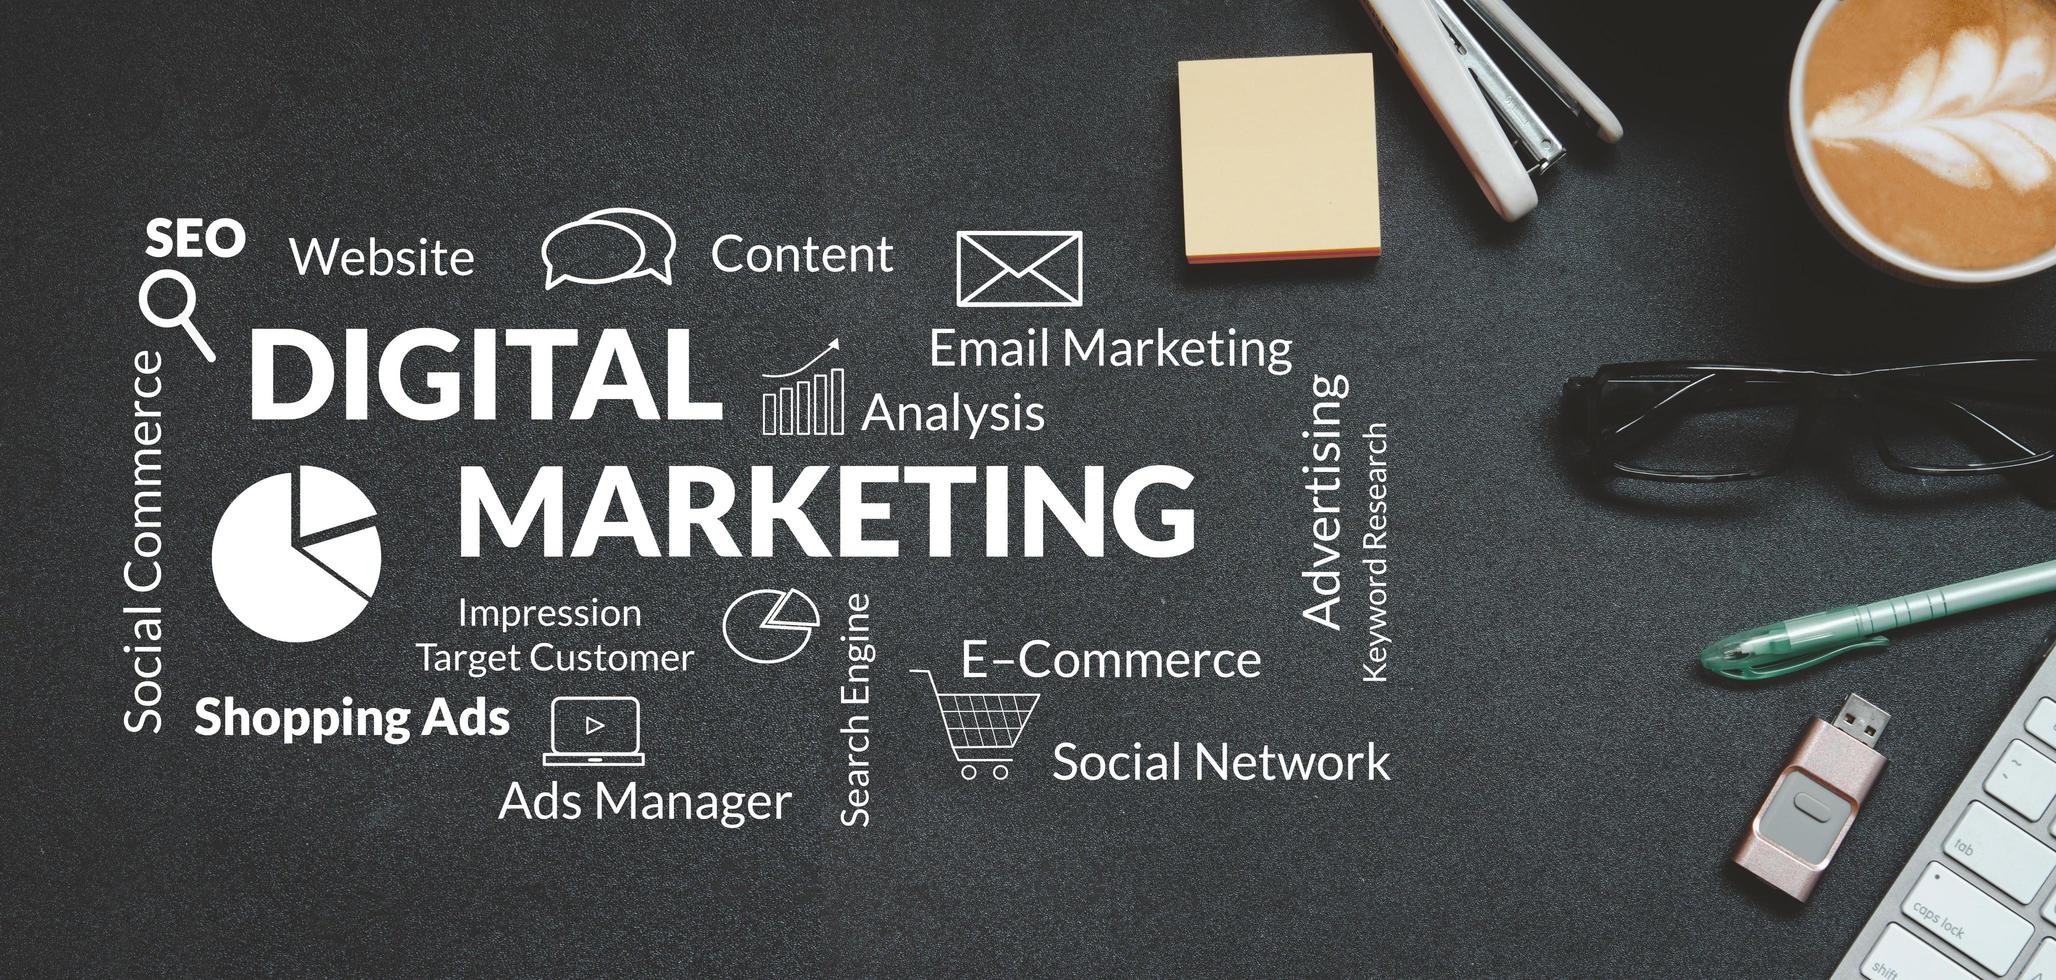 SEO
Website
Content
Email Marketing
DIGITAL
Analysis
MARKETING
Social Commerce
Advertising
Keyword Research
Impression
Target Customer
Search Engine
E-Commerce
Shopping Ads
Social Network
Ads Manager
~
`
tab
caps lock
shift